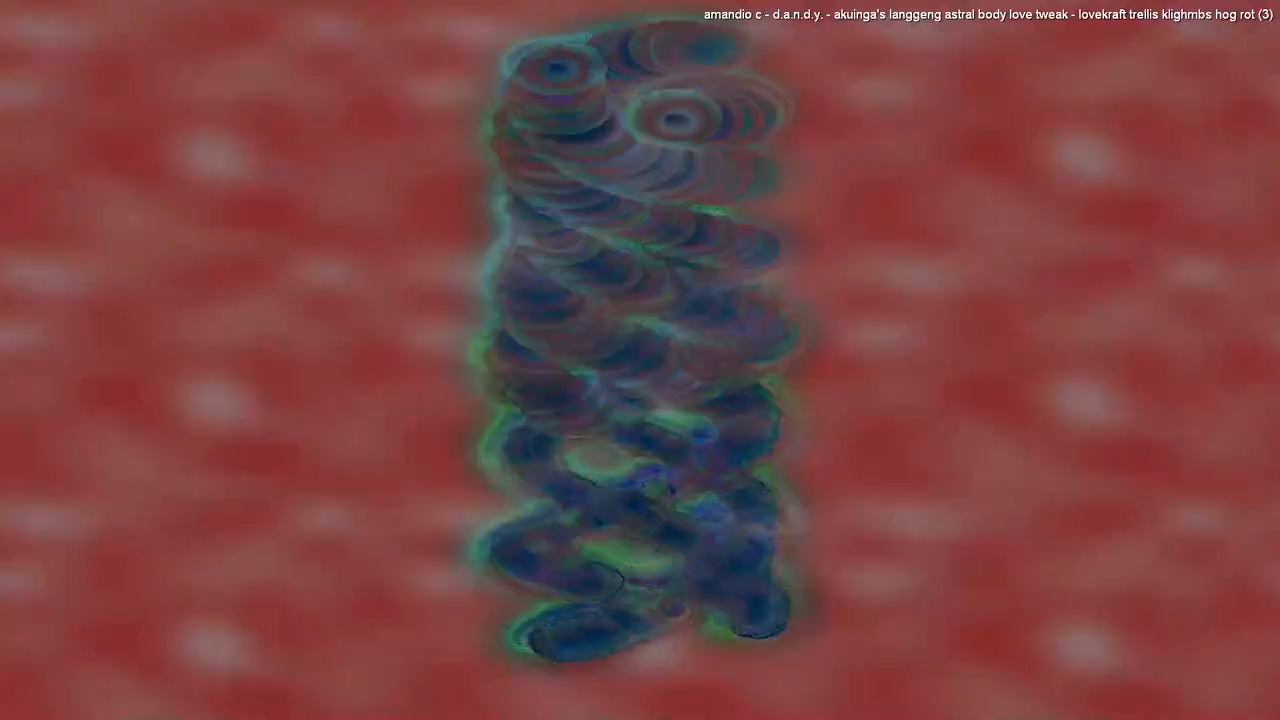 amandio c - d.a.n.d.y. - akuinga's langgeng astral body love tweak - lovekraft trellis klighmbs hog rot (3)